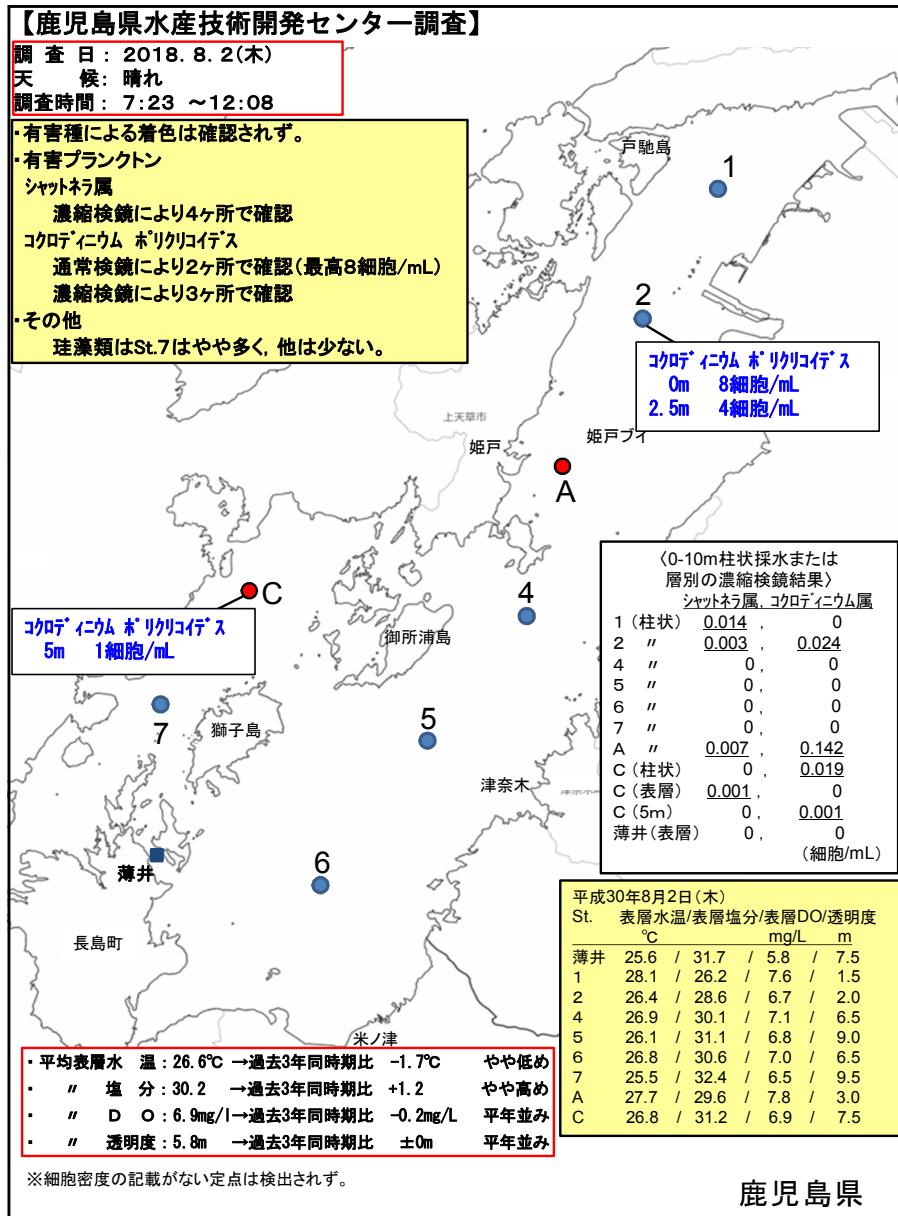 【鹿児島県水産技術開発センター調査】
調 査 日： 2018. 8. 2(木)
天 候： 晴れ
調査時間： 7:23 ～12:08
・有害種による着色は確認されず。
・有害プランクトン
シャットネラ属
濃縮検鏡により4ヶ所で確認
コクロディニウム ポリクリコイデス
通常検鏡により2ヶ所で確認(最高8細胞/mL)
濃縮検鏡により3ヶ所で確認
・その他
珪藻類はSt.7はやや多く, 他は少ない。
戸馳島
1
2
コクロディニウム ポリクリコイデス
0m 8細胞/mL
2.5m 4細胞/mL
上天草市
姫戸
姫戸ブイ
A
C
コクロディニウム ポリクリコイデス
5m 1細胞/mL
4
御所浦島
7
獅子島
5
津奈木
薄井
6
長島町
米ノ津
〈0-10m柱状採水または
層別の濃縮検鏡結果〉
シャットネラ属, コクロディニウム属
1 (柱状) 0.014 , 0
2 〃 0.003 , 0.024
4 〃 0 , 0
5 〃 0 , 0
6 〃 0 , 0
7 〃 0 , 0
A 〃 0.007 , 0.142
C (柱状) 0 , 0.019
C (表層) 0.001 , 0
C (5m) 0 , 0.001
薄井(表層) 0 , 0
(細胞/mL)
平成30年8月2日(木)
St. 表層水温/表層塩分/表層DO/透明度
℃ mg/L m
薄井 25.6 / 31.7 / 5.8 / 7.5
1 28.1 / 26.2 / 7.6 / 1.5
2 26.4 / 28.6 / 6.7 / 2.0
4 26.9 / 30.1 / 7.1 / 6.5
5 26.1 / 31.1 / 6.8 / 9.0
6 26.8 / 30.6 / 7.0 / 6.5
7 25.5 / 32.4 / 6.5 / 9.5
A 27.7 / 29.6 / 7.8 / 3.0
C 26.8 / 31.2 / 6.9 / 7.5
・平均表層水 温：26.6℃ →過去3年同時期比 -1.7℃ やや低め
・ 〃 塩 分：30.2 →過去3年同時期比 +1.2 やや高め
・ 〃 D O：6.9mg/l→過去3年同時期比 -0.2mg/L 平年並み
・ 〃 透明度：5.8m →過去3年同時期比 ±0m 平年並み
※細胞密度の記載がない定点は検出されず。
鹿児島県